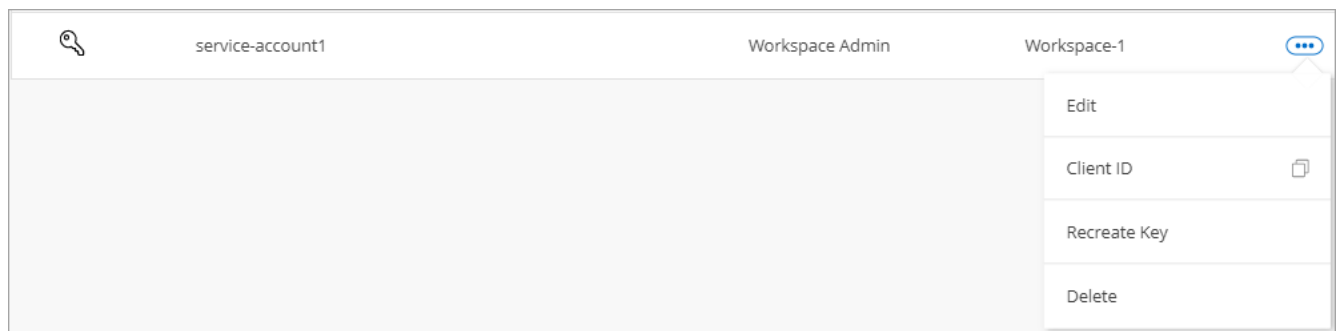 service-account1 Workspace Admin Workspace-1
Edit
Client ID
Recreate Key
Delete